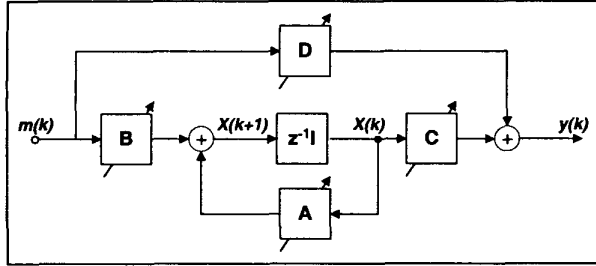 D
m(k)
B
+
X(k+1)
z⁻¹I
X(k)
C
+
y(k)
A